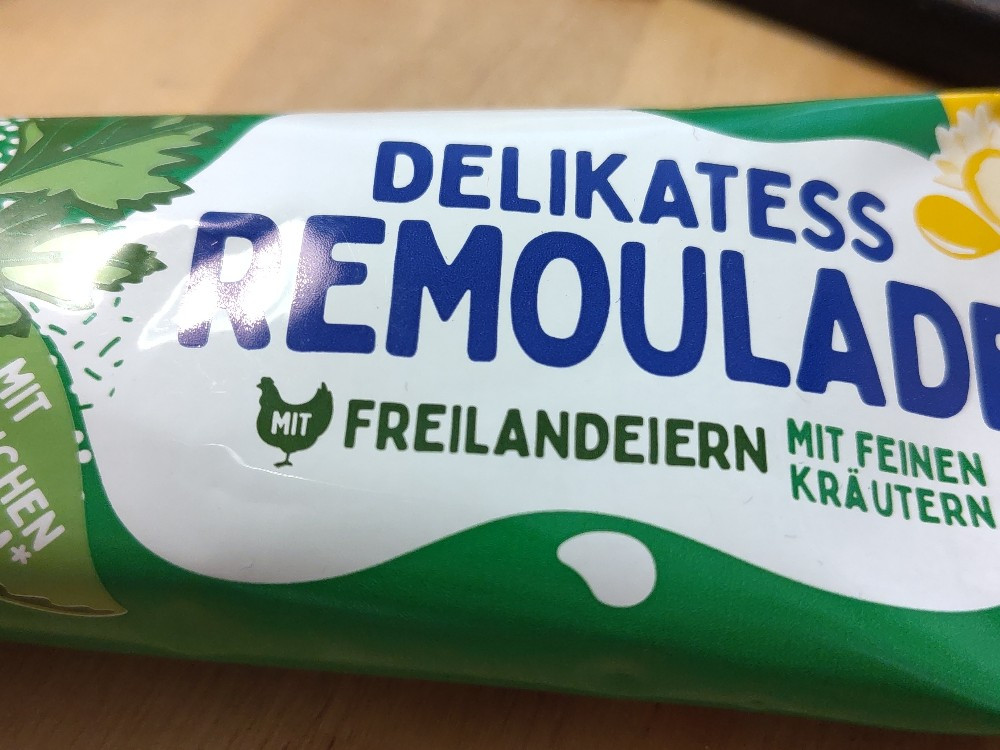 DELIKATESS
REMOULADE
MIT FREILANDEIERN
MIT FEINEN
KRÄUTERN
MIT